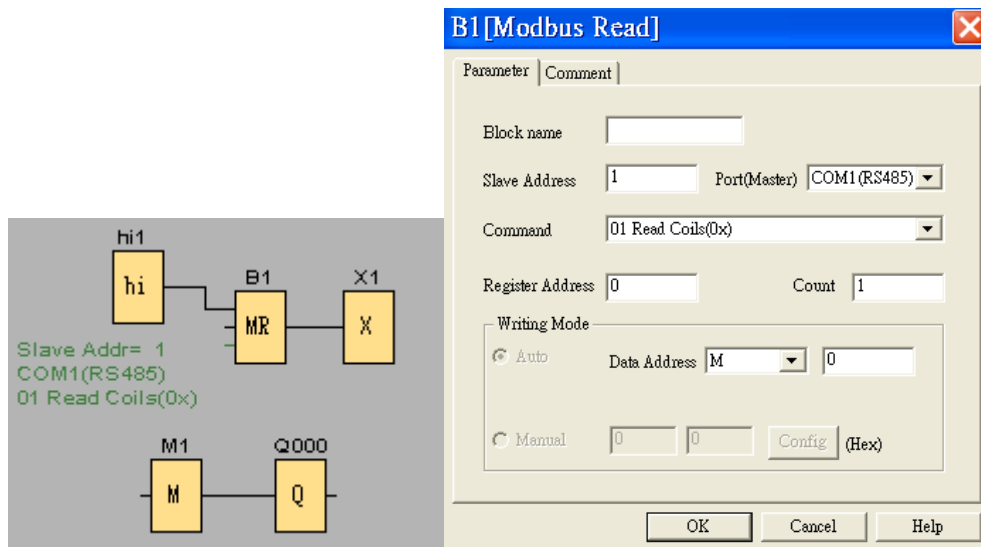 hi1
hi
B1
MR
X1
X
Slave Addr= 1
COM1(RS485)
01 Read Coils(0x)
M1
M
Q000
Q
B1[Modbus Read]
Parameter Comment
Block name
Slave Address 1 Port(Master) COM1(RS485)
Command 01 Read Coils(0x)
Register Address 0 Count 1
Writing Mode
Auto Data Address M 0
Manual 0 0 Config (Hex)
OK Cancel Help